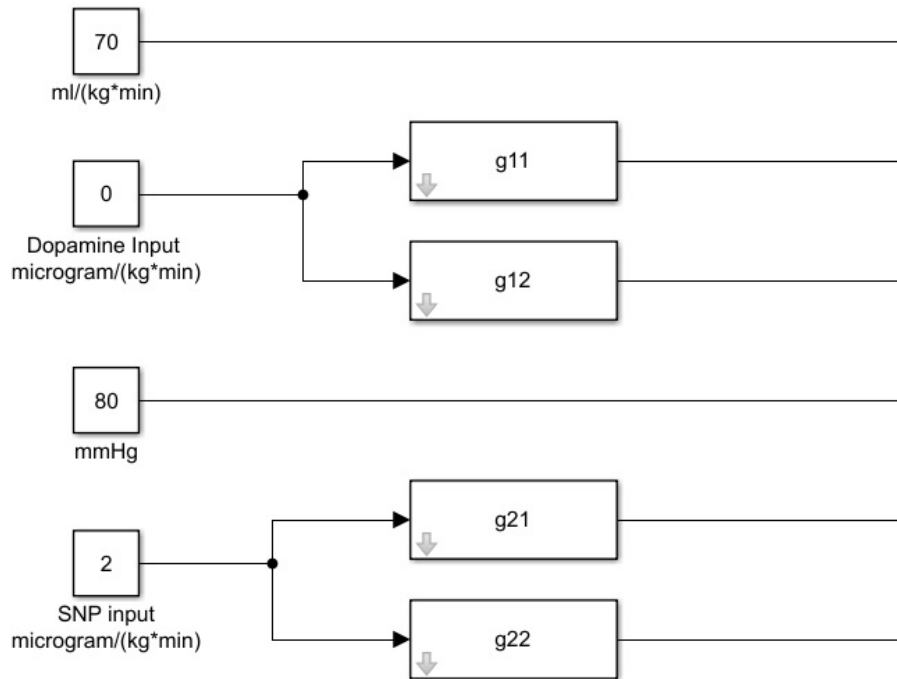 70
ml/(kg*min)
g11
0
Dopamine Input
microgram/(kg*min)
g12
80
mmHg
g21
2
SNP input
microgram/(kg*min)
g22